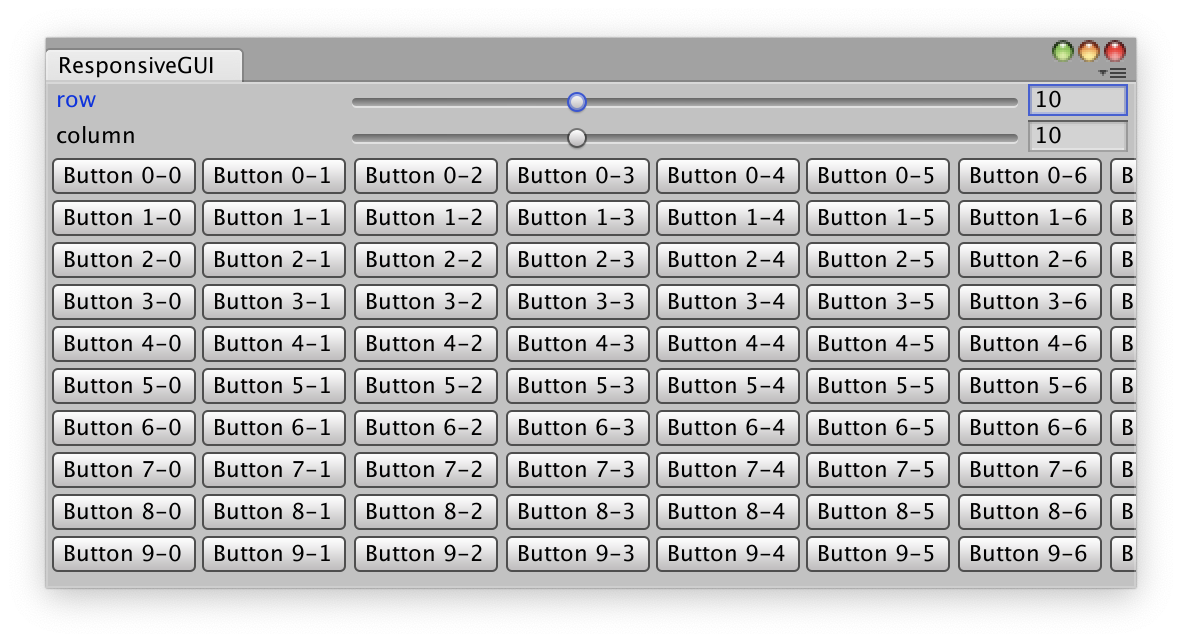 ResponsiveGUI
row 10
column 10
Button 0-0 Button 0-1 Button 0-2 Button 0-3 Button 0-4 Button 0-5 Button 0-6 B
Button 1-0 Button 1-1 Button 1-2 Button 1-3 Button 1-4 Button 1-5 Button 1-6 B
Button 2-0 Button 2-1 Button 2-2 Button 2-3 Button 2-4 Button 2-5 Button 2-6 B
Button 3-0 Button 3-1 Button 3-2 Button 3-3 Button 3-4 Button 3-5 Button 3-6 B
Button 4-0 Button 4-1 Button 4-2 Button 4-3 Button 4-4 Button 4-5 Button 4-6 B
Button 5-0 Button 5-1 Button 5-2 Button 5-3 Button 5-4 Button 5-5 Button 5-6 B
Button 6-0 Button 6-1 Button 6-2 Button 6-3 Button 6-4 Button 6-5 Button 6-6 B
Button 7-0 Button 7-1 Button 7-2 Button 7-3 Button 7-4 Button 7-5 Button 7-6 B
Button 8-0 Button 8-1 Button 8-2 Button 8-3 Button 8-4 Button 8-5 Button 8-6 B
Button 9-0 Button 9-1 Button 9-2 Button 9-3 Button 9-4 Button 9-5 Button 9-6 B